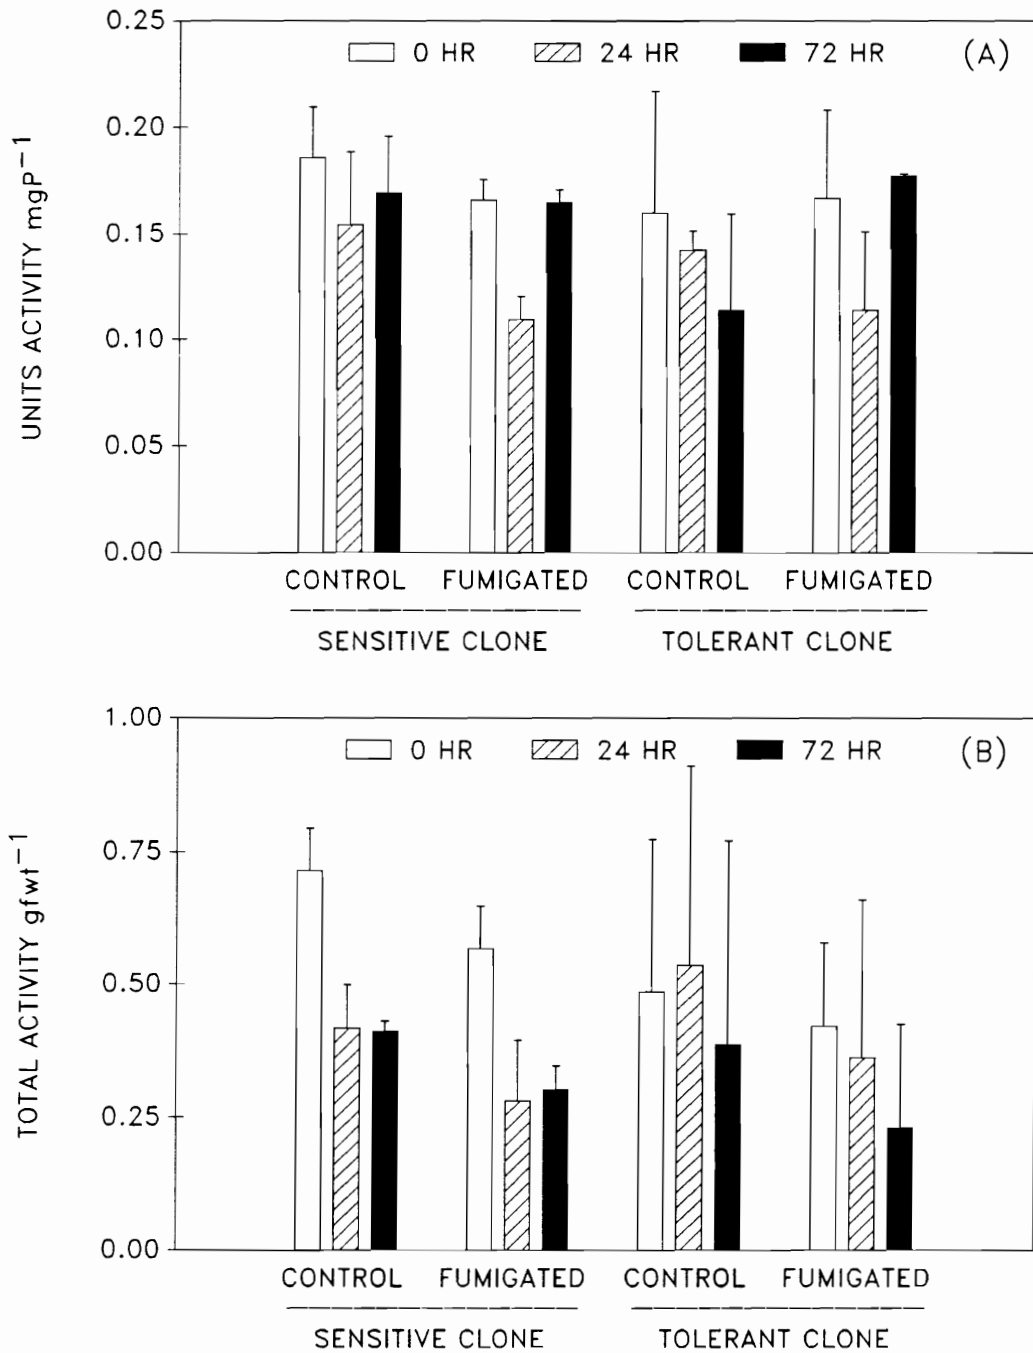 0.25
0 HR 24 HR 72 HR (A)
0.20
0.15
0.10
0.05
0.00
UNITS ACTIVITY mgP⁻¹
CONTROL FUMIGATED CONTROL FUMIGATED
SENSITIVE CLONE TOLERANT CLONE
1.00
0 HR 24 HR 72 HR (B)
0.75
0.50
0.25
0.00
TOTAL ACTIVITY gfwt⁻¹
CONTROL FUMIGATED CONTROL FUMIGATED
SENSITIVE CLONE TOLERANT CLONE